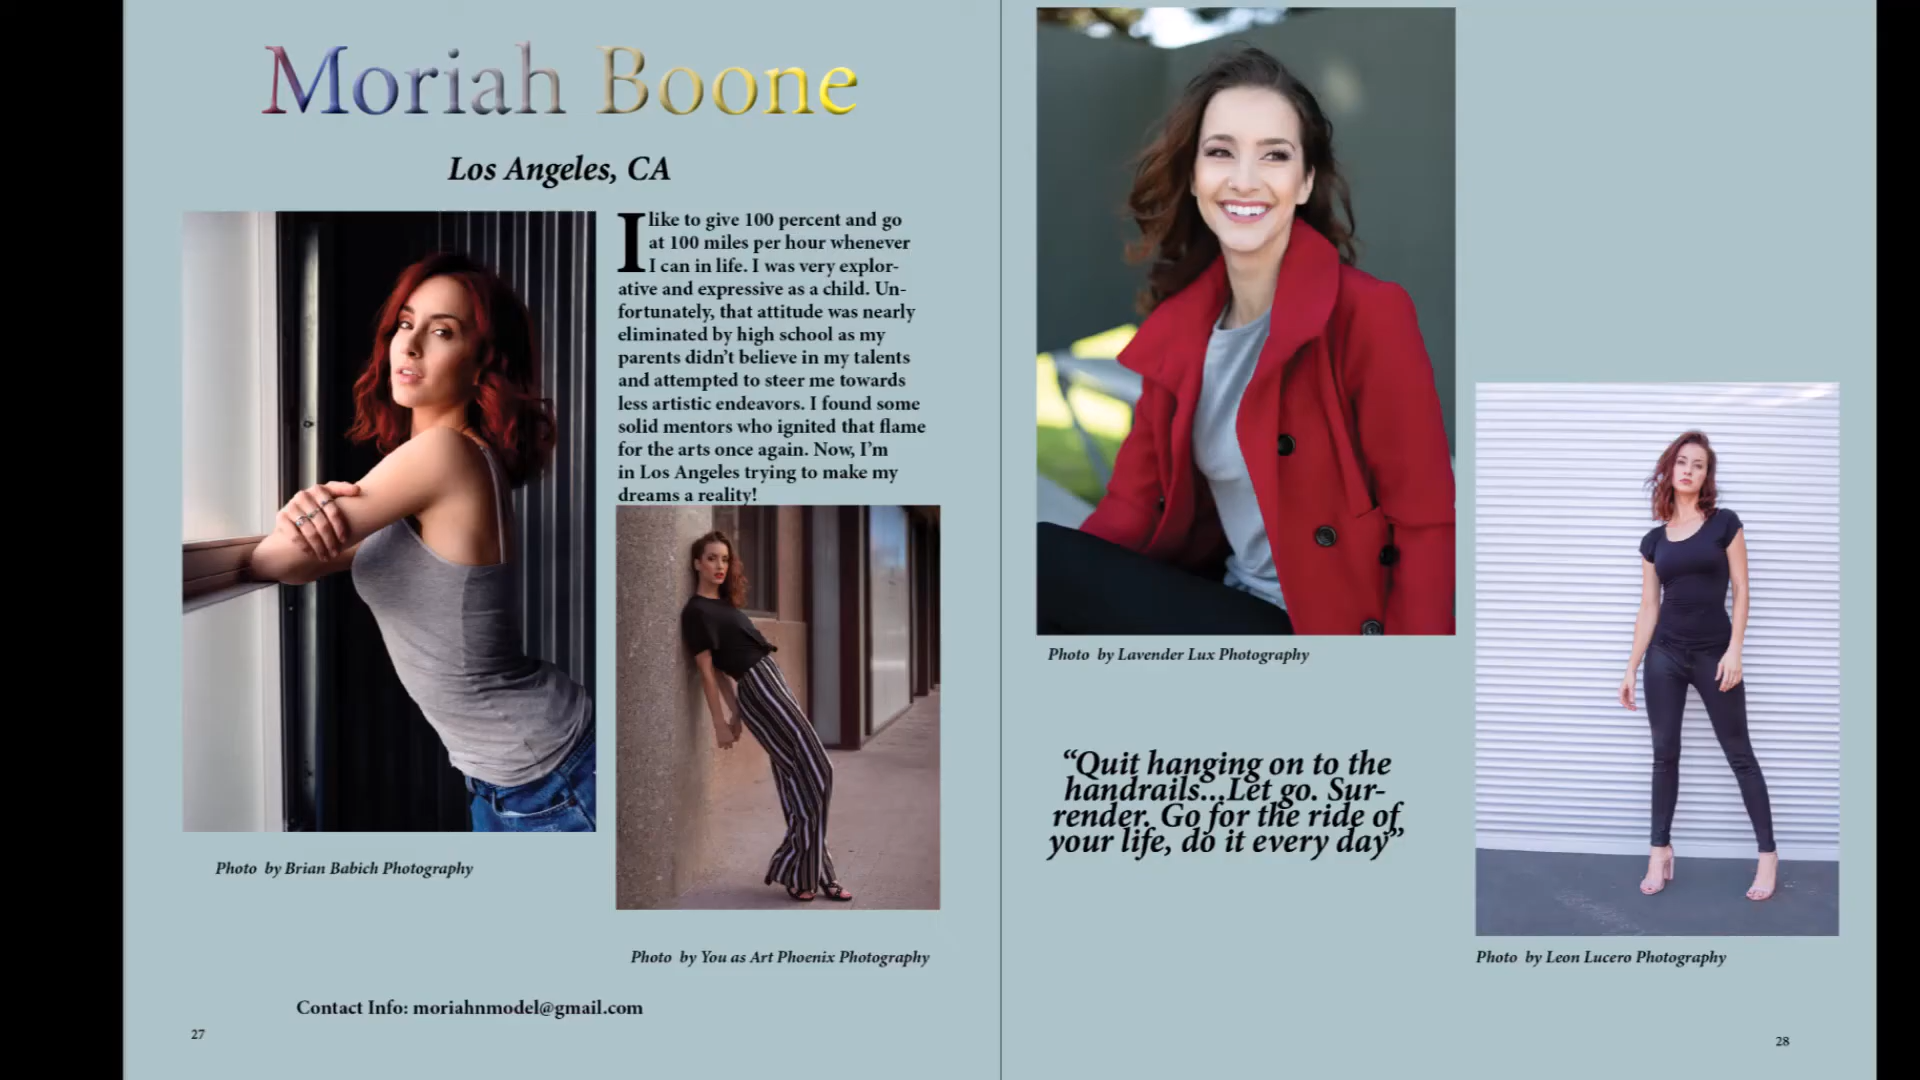 Moriah Boone
Los Angeles, CA
I like to give 100 percent and go
at 100 miles per hour whenever
I can in life. I was very explor-
ative and expressive as a child. Un-
fortunately, that attitude was nearly
eliminated by high school as my
parents didn’t believe in my talents
and attempted to steer me towards
less artistic endeavors. I found some
solid mentors who ignited that flame
for the arts once again. Now, I’m
in Los Angeles trying to make my
dreams a reality!
Photo by Brian Babich Photography
Photo by You as Art Phoenix Photography
Contact Info: moriahnmodel@gmail.com
27
Photo by Lavender Lux Photography
“Quit hanging on to the
handrails...Let go. Sur-
render. Go for the ride of
your life, do it every day”
Photo by Leon Lucero Photography
28